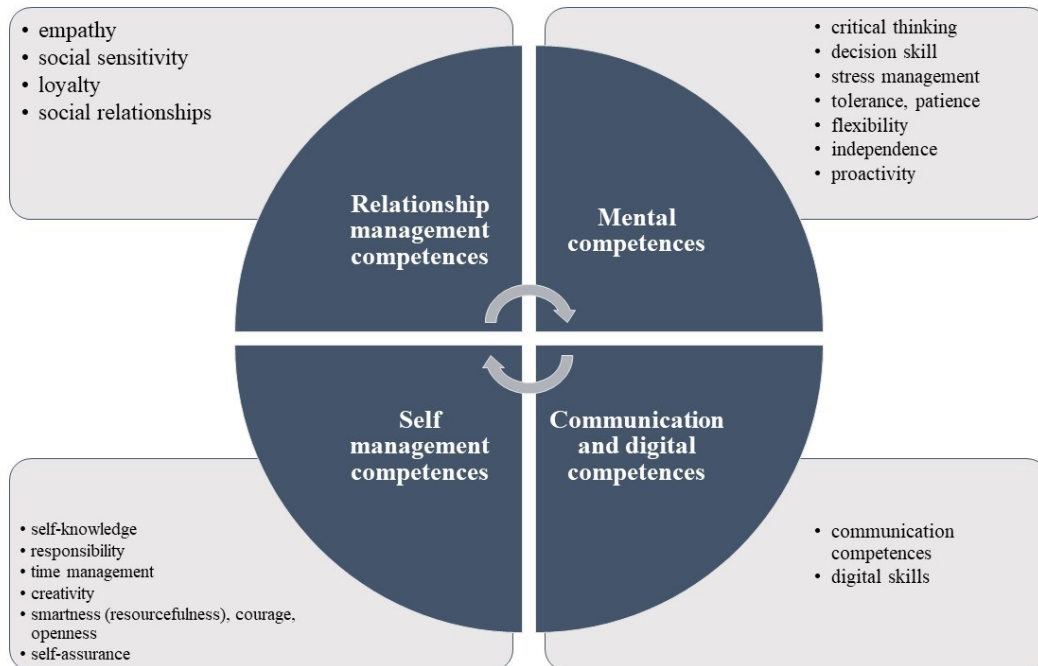 • empathy
• social sensitivity
• loyalty
• social relationships
• critical thinking
• decision skill
• stress management
• tolerance, patience
• flexibility
• independence
• proactivity
Relationship
management
competences
Mental
competences
Self
management
competences
Communication
and digital
competences
• self-knowledge
• responsibility
• time management
• creativity
• smartness (resourcefulness), courage,
openness
• self-assurance
• communication
competences
• digital skills